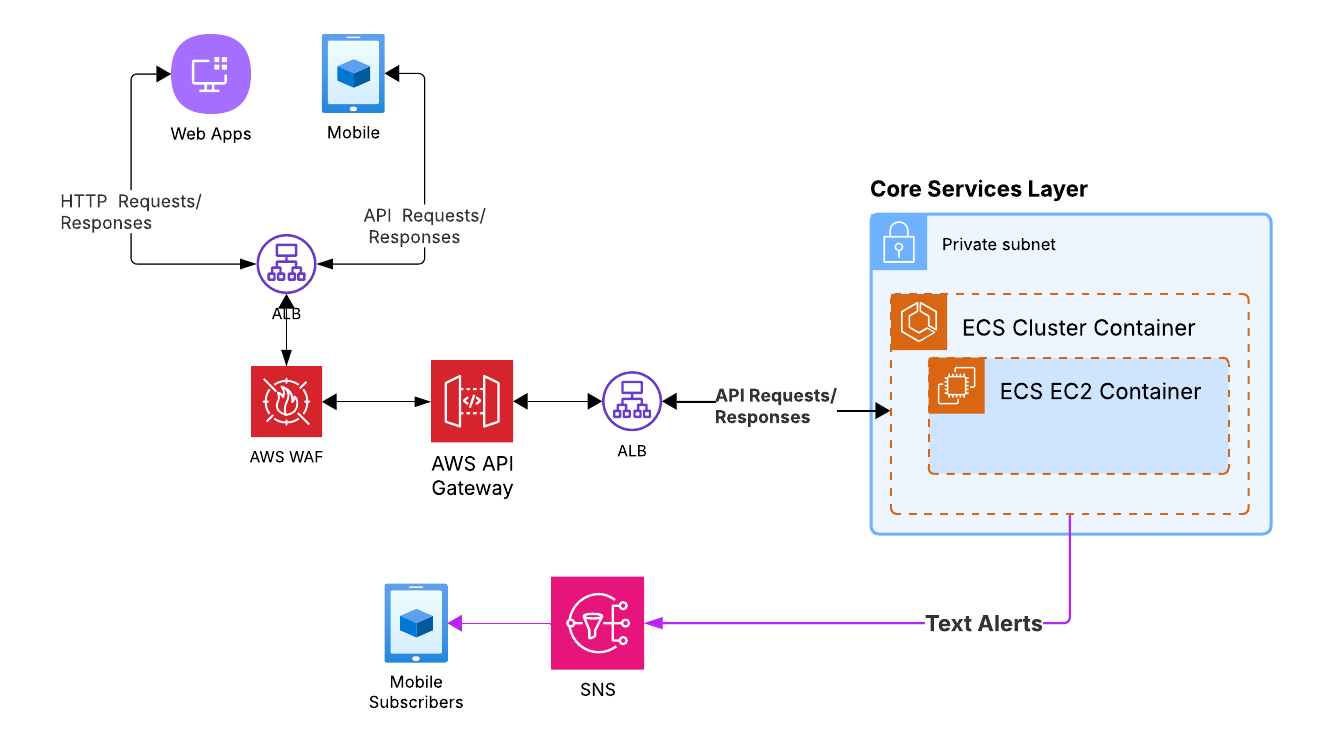 Web Apps
Mobile
HTTP  Requests/
Responses
API  Requests/
Responses
ALB
AWS WAF
AWS API
Gateway
ALB
API Requests/
Responses
Core Services Layer
Private subnet
ECS Cluster Container
ECS EC2 Container
Text Alerts
SNS
Mobile
Subscribers